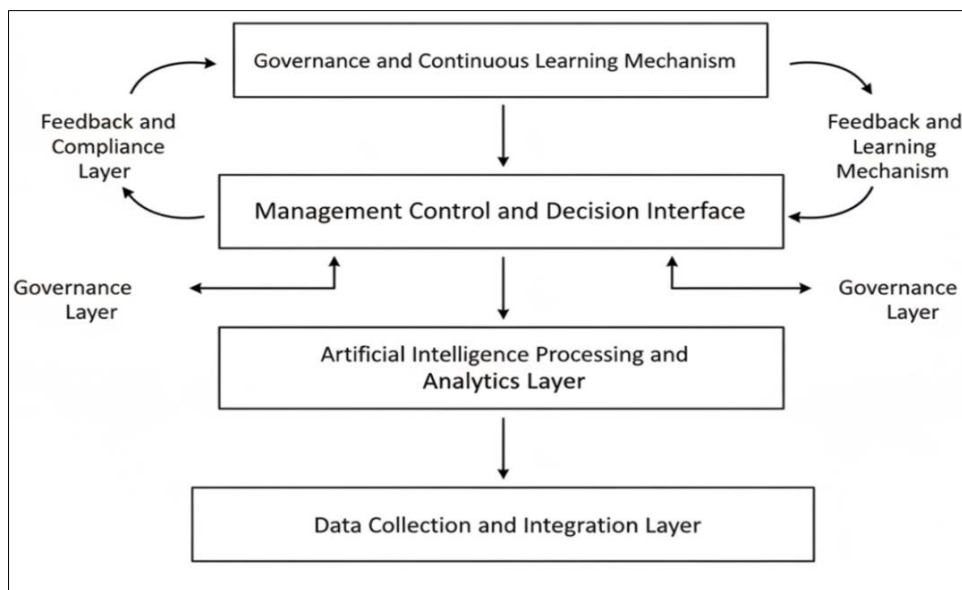 Governance and Continuous Learning Mechanism
Feedback and
Compliance
Layer
Feedback and
Learning
Mechanism
Management Control and Decision Interface
Governance
Layer
Governance
Layer
Artificial Intelligence Processing and
Analytics Layer
Data Collection and Integration Layer